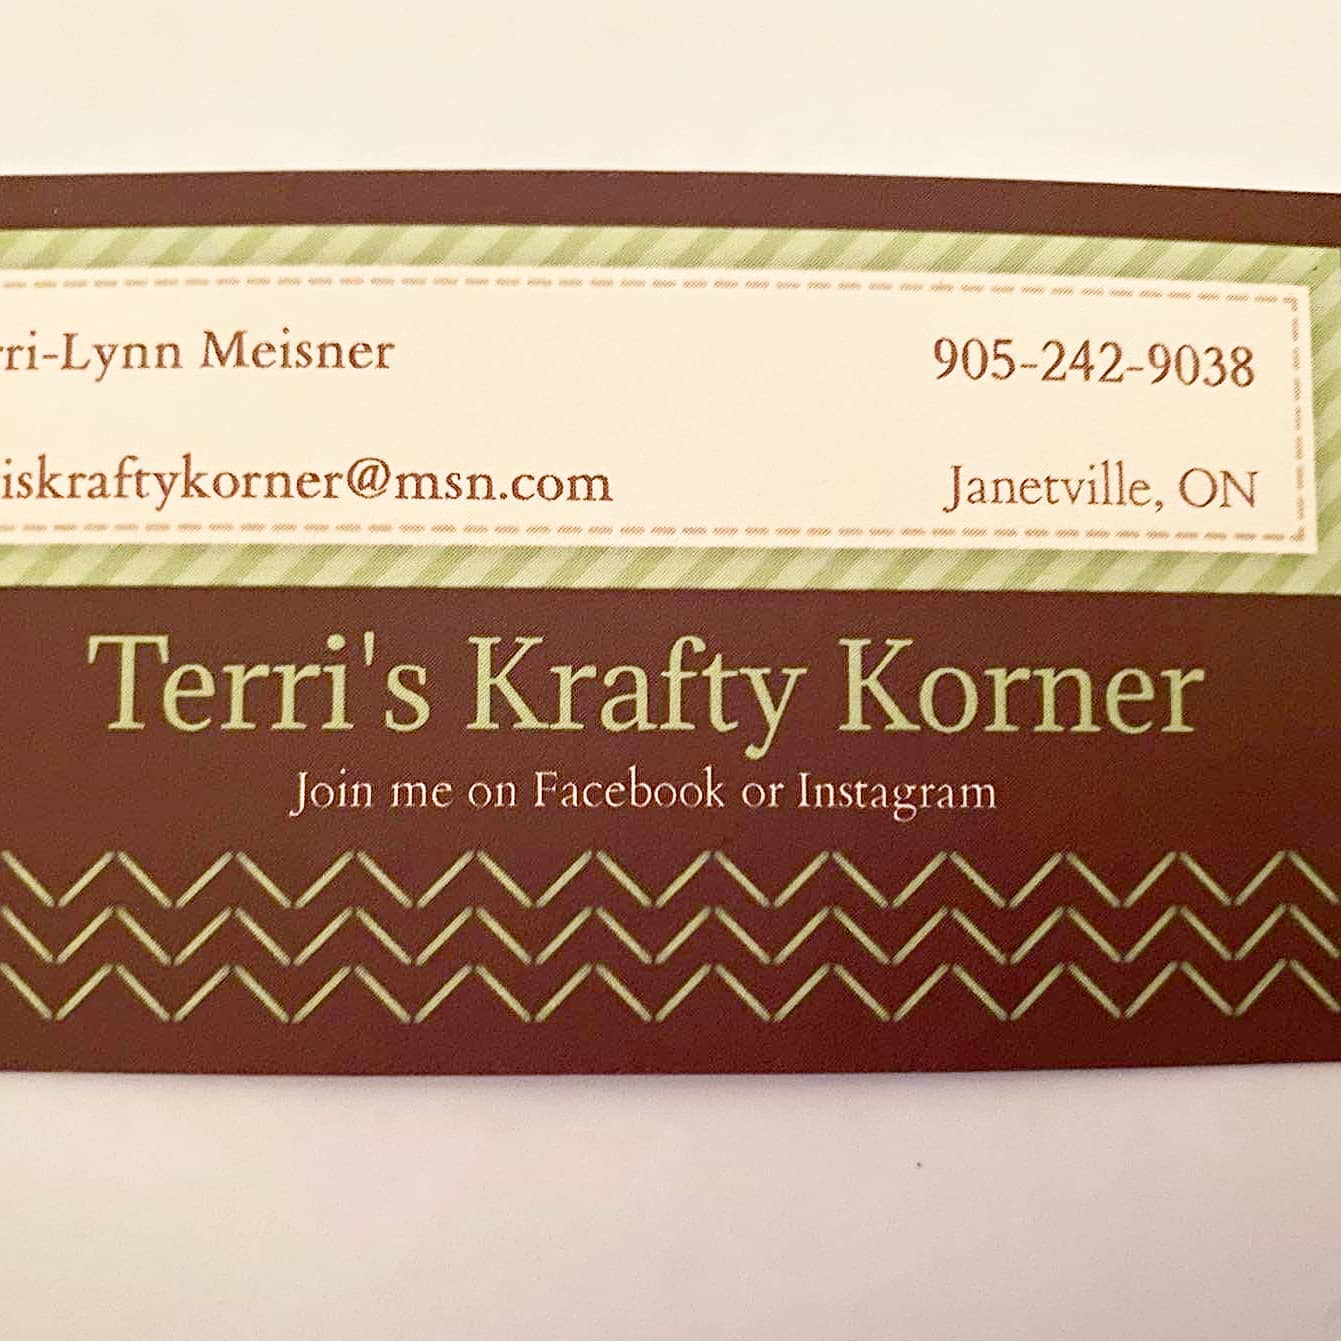 rri-Lynn Meisner
905-242-9038
iskraftykorner@msn.com
Janetville, ON
Terri's Krafty Korner
Join me on Facebook or Instagram